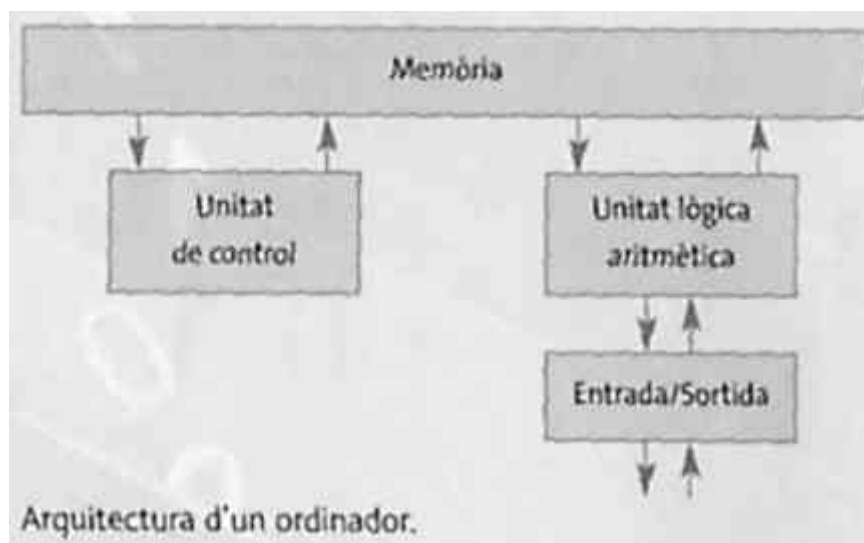 Memòria
Unitat
de control
Unitat lògica
aritmètica
Entrada/Sortida
Arquitectura d'un ordinador.